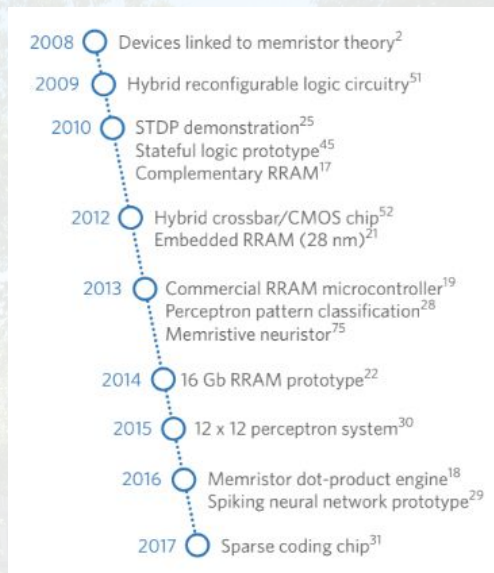 2008 Devices linked to memristor theory²
2009 Hybrid reconfigurable logic circuitry⁵¹
2010 STDP demonstration²⁵
Stateful logic prototype⁴⁵
Complementary RRAM¹⁷
2012 Hybrid crossbar/CMOS chip⁵²
Embedded RRAM (28 nm)²¹
2013 Commercial RRAM microcontroller¹⁹
Perceptron pattern classification²⁸
Memristive neuristor⁷⁵
2014 16 Gb RRAM prototype²²
2015 12 x 12 perceptron system³⁰
2016 Memristor dot-product engine¹⁸
Spiking neural network prototype²⁹
2017 Sparse coding chip³¹